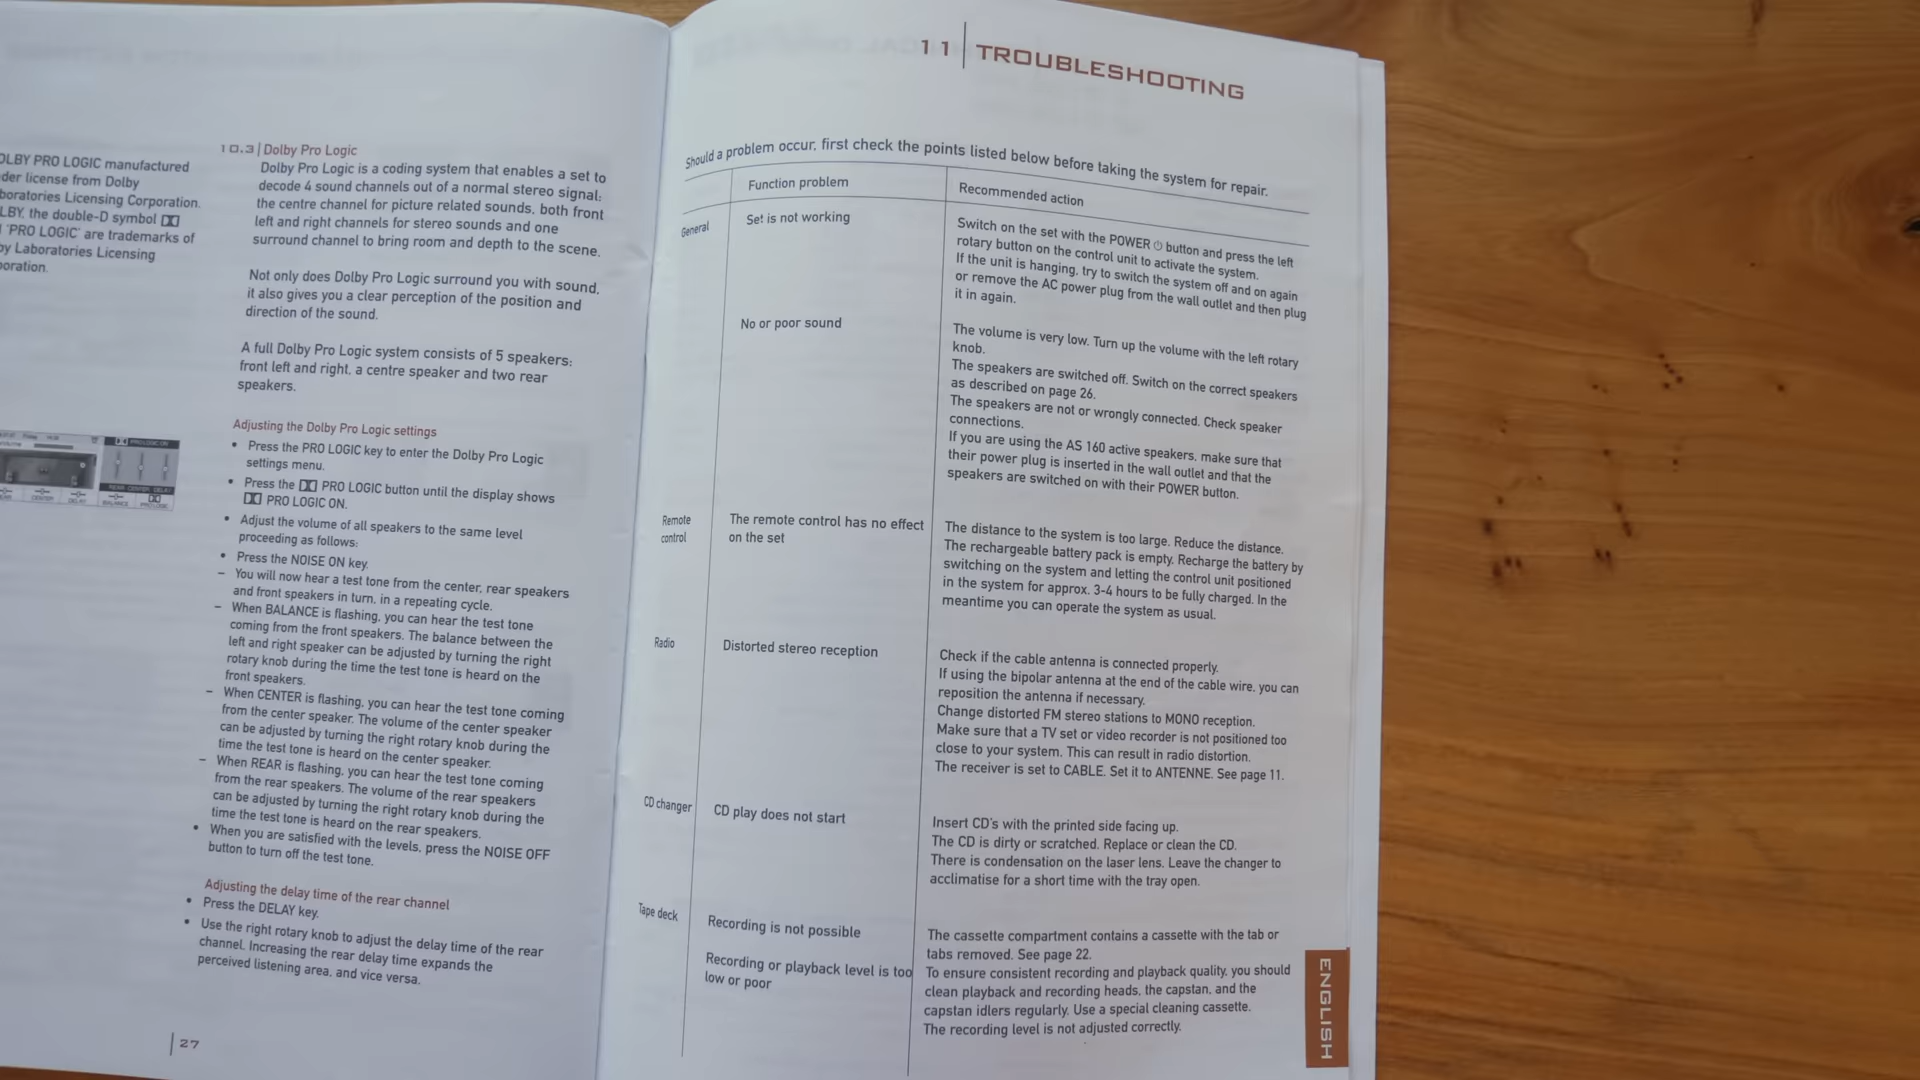 OLBY PRO LOGIC manufactured
der license from Dolby
boratories Licensing Corporation.
LBY, the double-D symbol
'PRO LOGIC' are trademarks of
by Laboratories Licensing
poration.
10.3 | Dolby Pro Logic
Dolby Pro Logic is a coding system that enables a set to
decode 4 sound channels out of a normal stereo signal:
the centre channel for picture related sounds, both front
left and right channels for stereo sounds and one
surround channel to bring room and depth to the scene.
Not only does Dolby Pro Logic surround you with sound,
it also gives you a clear perception of the position and
direction of the sound.
A full Dolby Pro Logic system consists of 5 speakers:
front left and right, a centre speaker and two rear
speakers.
Adjusting the Dolby Pro Logic settings
• Press the PRO LOGIC key to enter the Dolby Pro Logic
settings menu.
• Press the PRO LOGIC button until the display shows
PRO LOGIC ON.
• Adjust the volume of all speakers to the same level
proceeding as follows:
• Press the NOISE ON key.
– You will now hear a test tone from the center, rear speakers
and front speakers in turn, in a repeating cycle.
– When BALANCE is flashing, you can hear the test tone
coming from the front speakers. The balance between the
left and right speaker can be adjusted by turning the right
rotary knob during the time the test tone is heard on the
front speakers.
– When CENTER is flashing, you can hear the test tone coming
from the center speaker. The volume of the center speaker
can be adjusted by turning the right rotary knob during the
time the test tone is heard on the center speaker.
– When REAR is flashing, you can hear the test tone coming
from the rear speakers. The volume of the rear speakers
can be adjusted by turning the right rotary knob during the
time the test tone is heard on the rear speakers.
• When you are satisfied with the levels, press the NOISE OFF
button to turn off the test tone.
Adjusting the delay time of the rear channel
• Press the DELAY key.
• Use the right rotary knob to adjust the delay time of the rear
channel. Increasing the rear delay time expands the
perceived listening area, and vice versa.
| 27
11 | TROUBLESHOOTING
Should a problem occur, first check the points listed below before taking the system for repair.
Function problem
Recommended action
General
Set is not working
Switch on the set with the POWER ⏻ button and press the left
rotary button on the control unit to activate the system.
If the unit is hanging, try to switch the system off and on again
or remove the AC power plug from the wall outlet and then plug
it in again.
No or poor sound
The volume is very low. Turn up the volume with the left rotary
knob.
The speakers are switched off. Switch on the correct speakers
as described on page 26.
The speakers are not or wrongly connected. Check speaker
connections.
If you are using the AS 160 active speakers, make sure that
their power plug is inserted in the wall outlet and that the
speakers are switched on with their POWER button.
Remote
control
The remote control has no effect
on the set
The distance to the system is too large. Reduce the distance.
The rechargeable battery pack is empty. Recharge the battery by
switching on the system and letting the control unit positioned
in the system for approx. 3-4 hours to be fully charged. In the
meantime you can operate the system as usual.
Radio
Distorted stereo reception
Check if the cable antenna is connected properly.
If using the bipolar antenna at the end of the cable wire, you can
reposition the antenna if necessary.
Change distorted FM stereo stations to MONO reception.
Make sure that a TV set or video recorder is not positioned too
close to your system. This can result in radio distortion.
The receiver is set to CABLE. Set it to ANTENNE. See page 11.
CD changer
CD play does not start
Insert CD's with the printed side facing up.
The CD is dirty or scratched. Replace or clean the CD.
There is condensation on the laser lens. Leave the changer to
acclimatise for a short time with the tray open.
Tape deck
Recording is not possible
The cassette compartment contains a cassette with the tab or
tabs removed. See page 22.
Recording or playback level is too
low or poor
To ensure consistent recording and playback quality, you should
clean playback and recording heads, the capstan, and the
capstan idlers regularly. Use a special cleaning cassette.
The recording level is not adjusted correctly.
ENGLISH